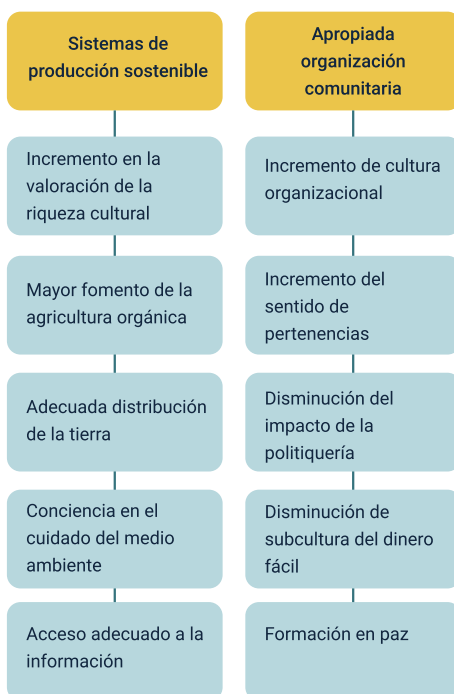 Sistemas de
producción sostenible
Incremento en la
valoración de la
riqueza cultural
Mayor fomento de la
agricultura orgánica
Adecuada distribución
de la tierra
Conciencia en el
cuidado del medio
ambiente
Acceso adecuado a la
información
Apropiada
organización
comunitaria
Incremento de cultura
organizacional
Incremento del
sentido de
pertenencias
Disminución del
impacto de la
politiquería
Disminución de
subcultura del dinero
fácil
Formación en paz